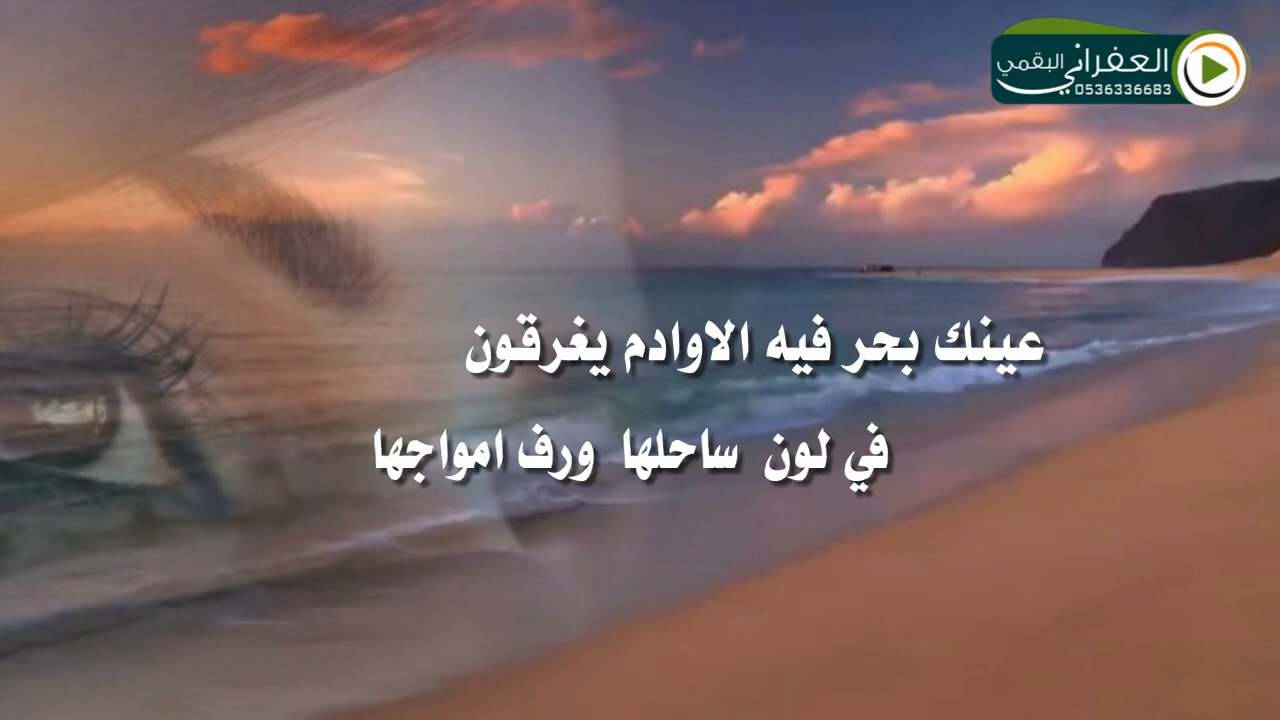 العفراني البقمي
0536336683
عينك بحر فيه الاوادم يغرقون
في لون ساحلها ورف امواجها